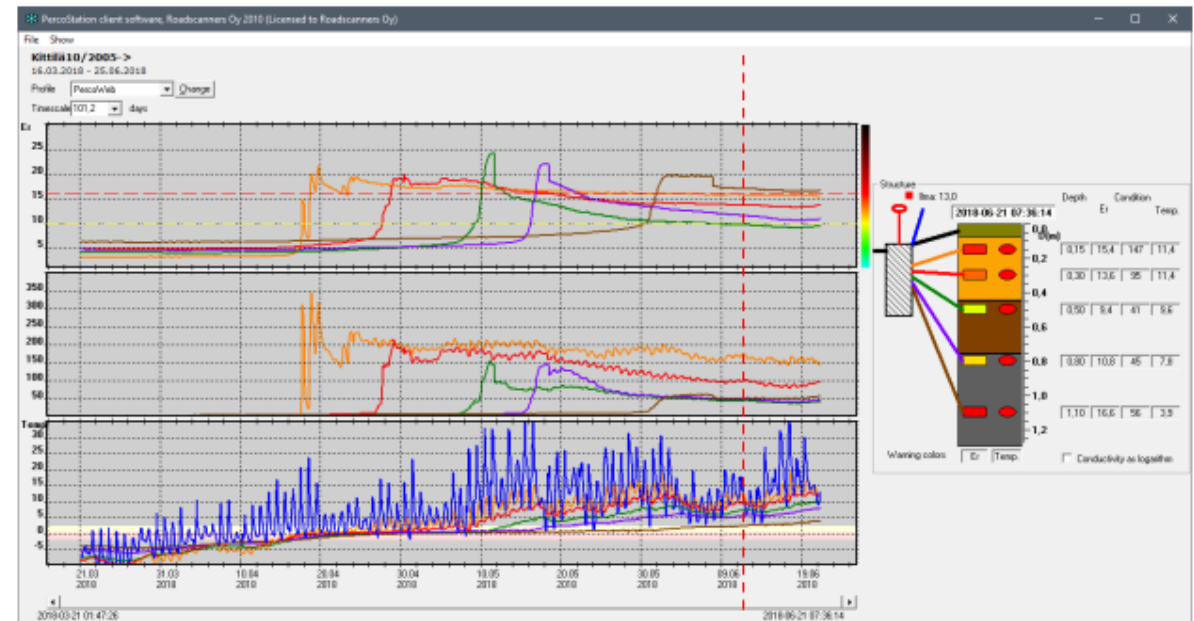 PercoStation client software, Roadscanners Oy 2010 (Licensed to Roadscanners Oy)
File Show
Kittilä10/2005->
16.03.2018 - 25.06.2018
Profile PercoWeb Change
Timescale 101,2 days
Er
25
20
15
10
5
350
300
250
200
150
100
50
Temp
30
25
20
15
10
5
0
-5
21.03 31.03 10.04 20.04 30.04 10.05 20.05 30.05 09.06 19.06
2018 2018 2018 2018 2018 2018 2018 2018 2018 2018
2018-03-21 01:47:26 2018-06-21 07:36:14
Structure
Ilma: 13,0 Depth Condition
2018-06-21 07:36:14 Er Temp.
0,0
D(m)
0,15 15,4 147 11,4
0,2
0,30 13,6 95 11,4
0,4
0,50 9,4 41 9,6
0,6
0,80 10,8 45 7,8
0,8
1,0
1,10 16,6 56 3,9
1,2
Warning colors Er Temp. Conductivity as logarithm